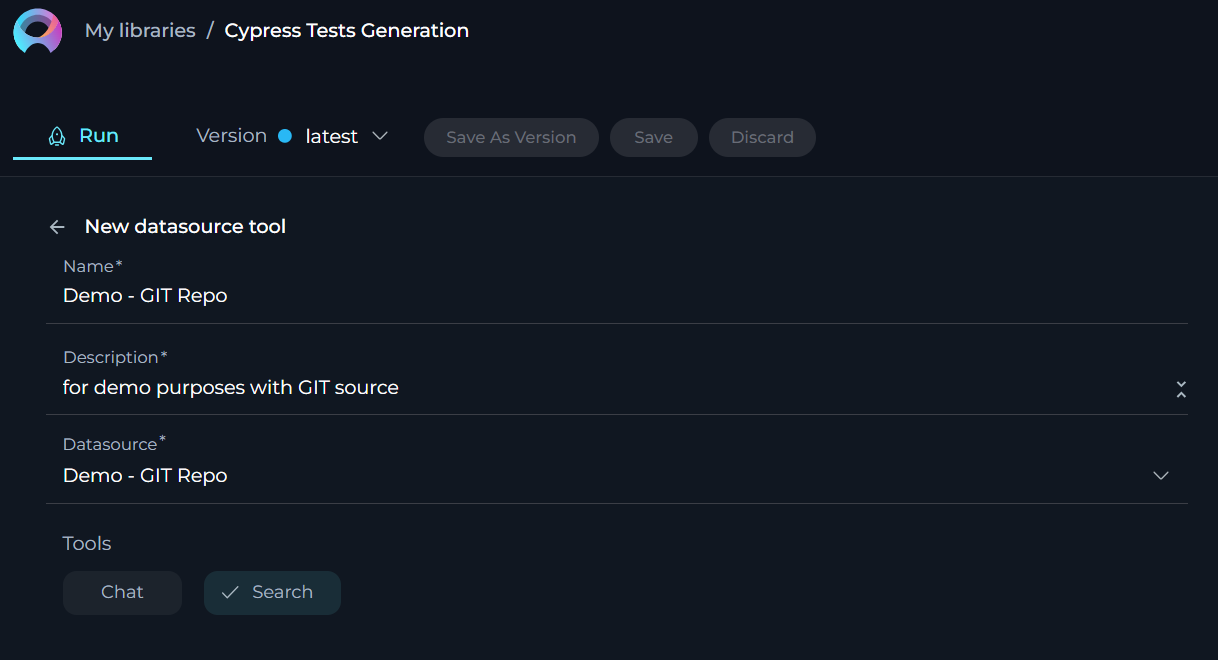 My libraries / Cypress Tests Generation
Run Version latest Save As Version Save Discard
New datasource tool
Name*
Demo - GIT Repo
Description*
for demo purposes with GIT source
Datasource*
Demo - GIT Repo
Tools
Chat Search